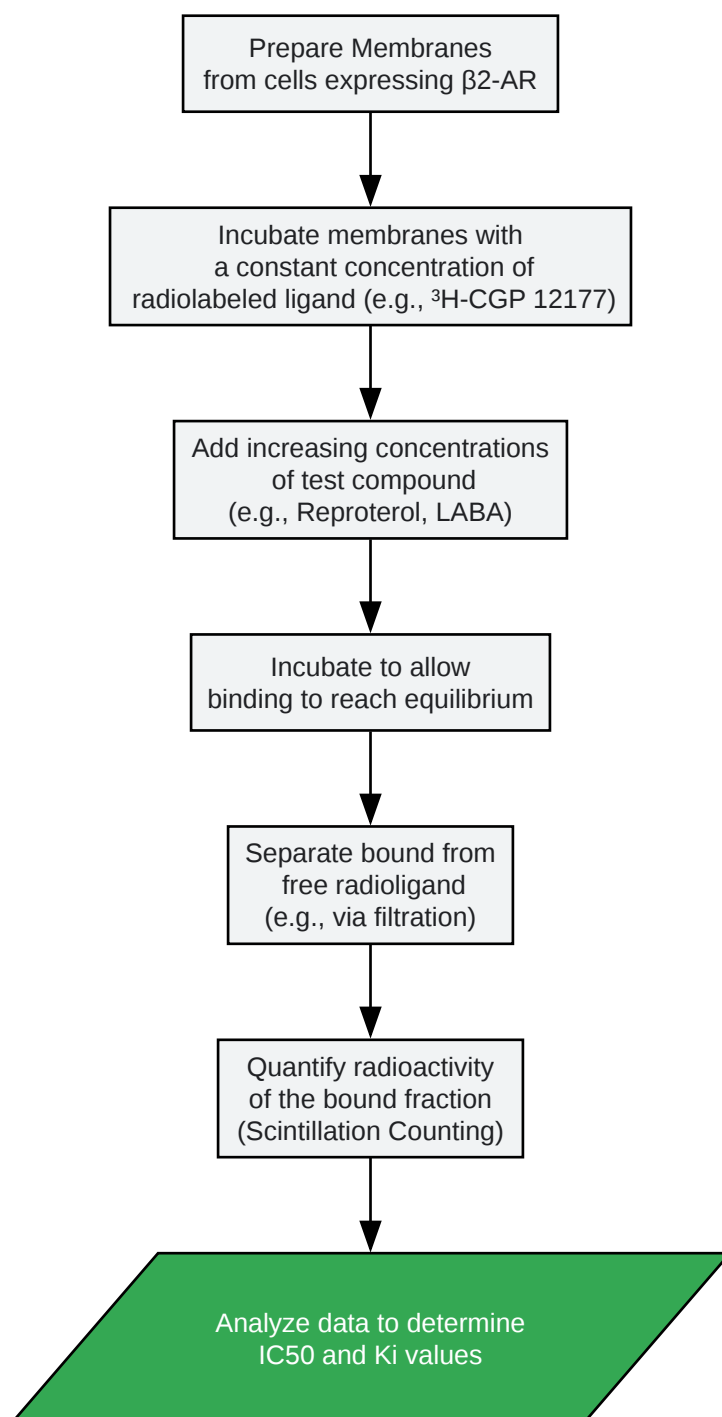 Prepare Membranes
from cells expressing β2-AR
Incubate membranes with
a constant concentration of
radiolabeled ligand (e.g., ³H-CGP 12177)
Add increasing concentrations
of test compound
(e.g., Reproterol, LABA)
Incubate to allow
binding to reach equilibrium
Separate bound from
free radioligand
(e.g., via filtration)
Quantify radioactivity
of the bound fraction
(Scintillation Counting)
Analyze data to determine
IC50 and Ki values